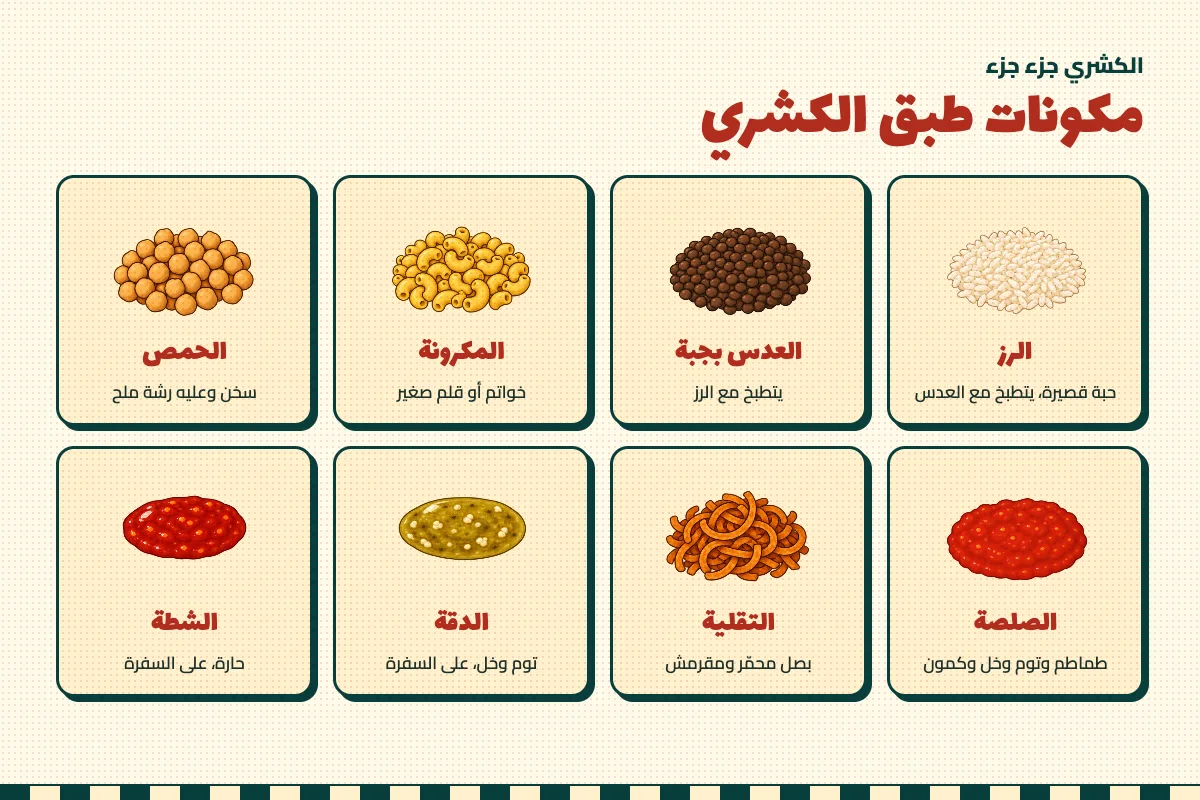 الكشري جزء جزء
مكونات طبق الكشري
الرز
حبة قصيرة، يتطبخ مع العدس
العدس بجبة
يتطبخ مع الرز
المكرونة
خواتم أو قلم صغير
الحمص
سخن وعليه رشة ملح
الصلصة
طماطم وتوم وخل وكمون
التقلية
بصل محمّر ومقرمش
الدقة
توم وخل، على السفرة
الشطة
حارة، على السفرة